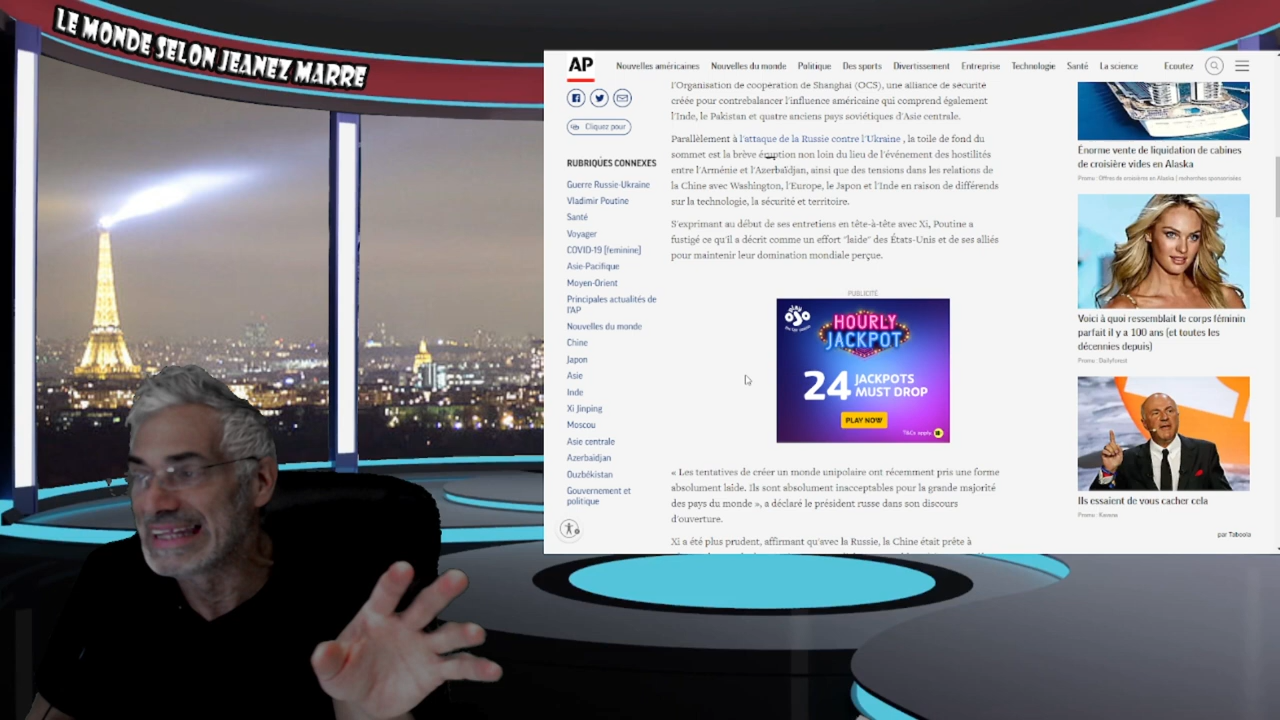 LE MONDE SELON JEANEZ MARRE
AP
Nouvelles américaines Nouvelles du monde Politique Des sports Divertissement Entreprise Technologie Santé La science Ecoutez
Cliquez pour
RUBRIQUES CONNEXES
Guerre Russie-Ukraine
Vladimir Poutine
Santé
Voyager
COVID-19 [feminine]
Asie-Pacifique
Moyen-Orient
Principales actualités de
l'AP
Nouvelles du monde
Chine
Japon
Asie
Inde
Xi Jinping
Moscou
Asie centrale
Azerbaïdjan
Ouzbékistan
Gouvernement et
politique
l'Organisation de coopération de Shanghai (OCS), une alliance de sécurité
créée pour contrebalancer l'influence américaine qui comprend également
l'Inde, le Pakistan et quatre anciens pays soviétiques d'Asie centrale.
Parallèlement à l'attaque de la Russie contre l'Ukraine , la toile de fond du
sommet est la brève éruption non loin du lieu de l'événement des hostilités
entre l'Arménie et l'Azerbaïdjan, ainsi que des tensions dans les relations de
la Chine avec Washington, l'Europe, le Japon et l'Inde en raison de différends
sur la technologie, la sécurité et territoire.
S'exprimant au début de ses entretiens en tête-à-tête avec Xi, Poutine a
fustigé ce qu'il a décrit comme un effort "laide" des États-Unis et de ses alliés
pour maintenir leur domination mondiale perçue.
PUBLICITÉ
OJO
HOURLY
JACKPOT
24 JACKPOTS
MUST DROP
PLAY NOW
T&Cs apply
« Les tentatives de créer un monde unipolaire ont récemment pris une forme
absolument laide. Ils sont absolument inacceptables pour la grande majorité
des pays du monde », a déclaré le président russe dans son discours
d'ouverture.
Xi a été plus prudent, affirmant qu'avec la Russie, la Chine était prête à
Énorme vente de liquidation de cabines
de croisière vides en Alaska
Promo : Offres de croisières en Alaska | recherches sponsorisées
Voici à quoi ressemblait le corps féminin
parfait il y a 100 ans (et toutes les
décennies depuis)
Promo : Dailyforest
Ils essaient de vous cacher cela
par Taboola